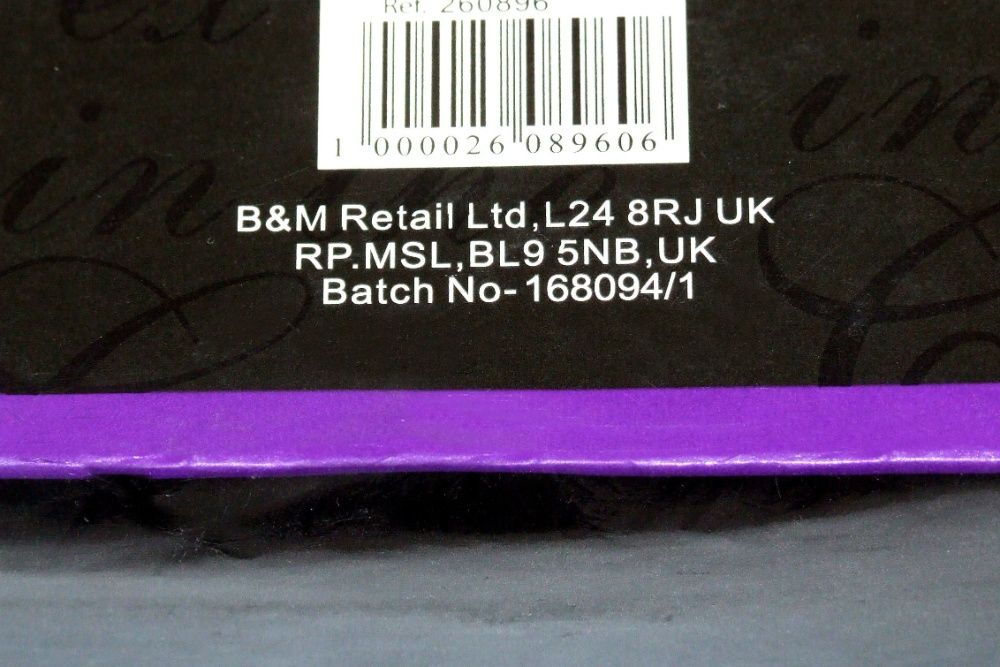 Ref. 260896
1 000026 089606
B&M Retail Ltd,L24 8RJ UK
RP.MSL,BL9 5NB,UK
Batch No-168094/1